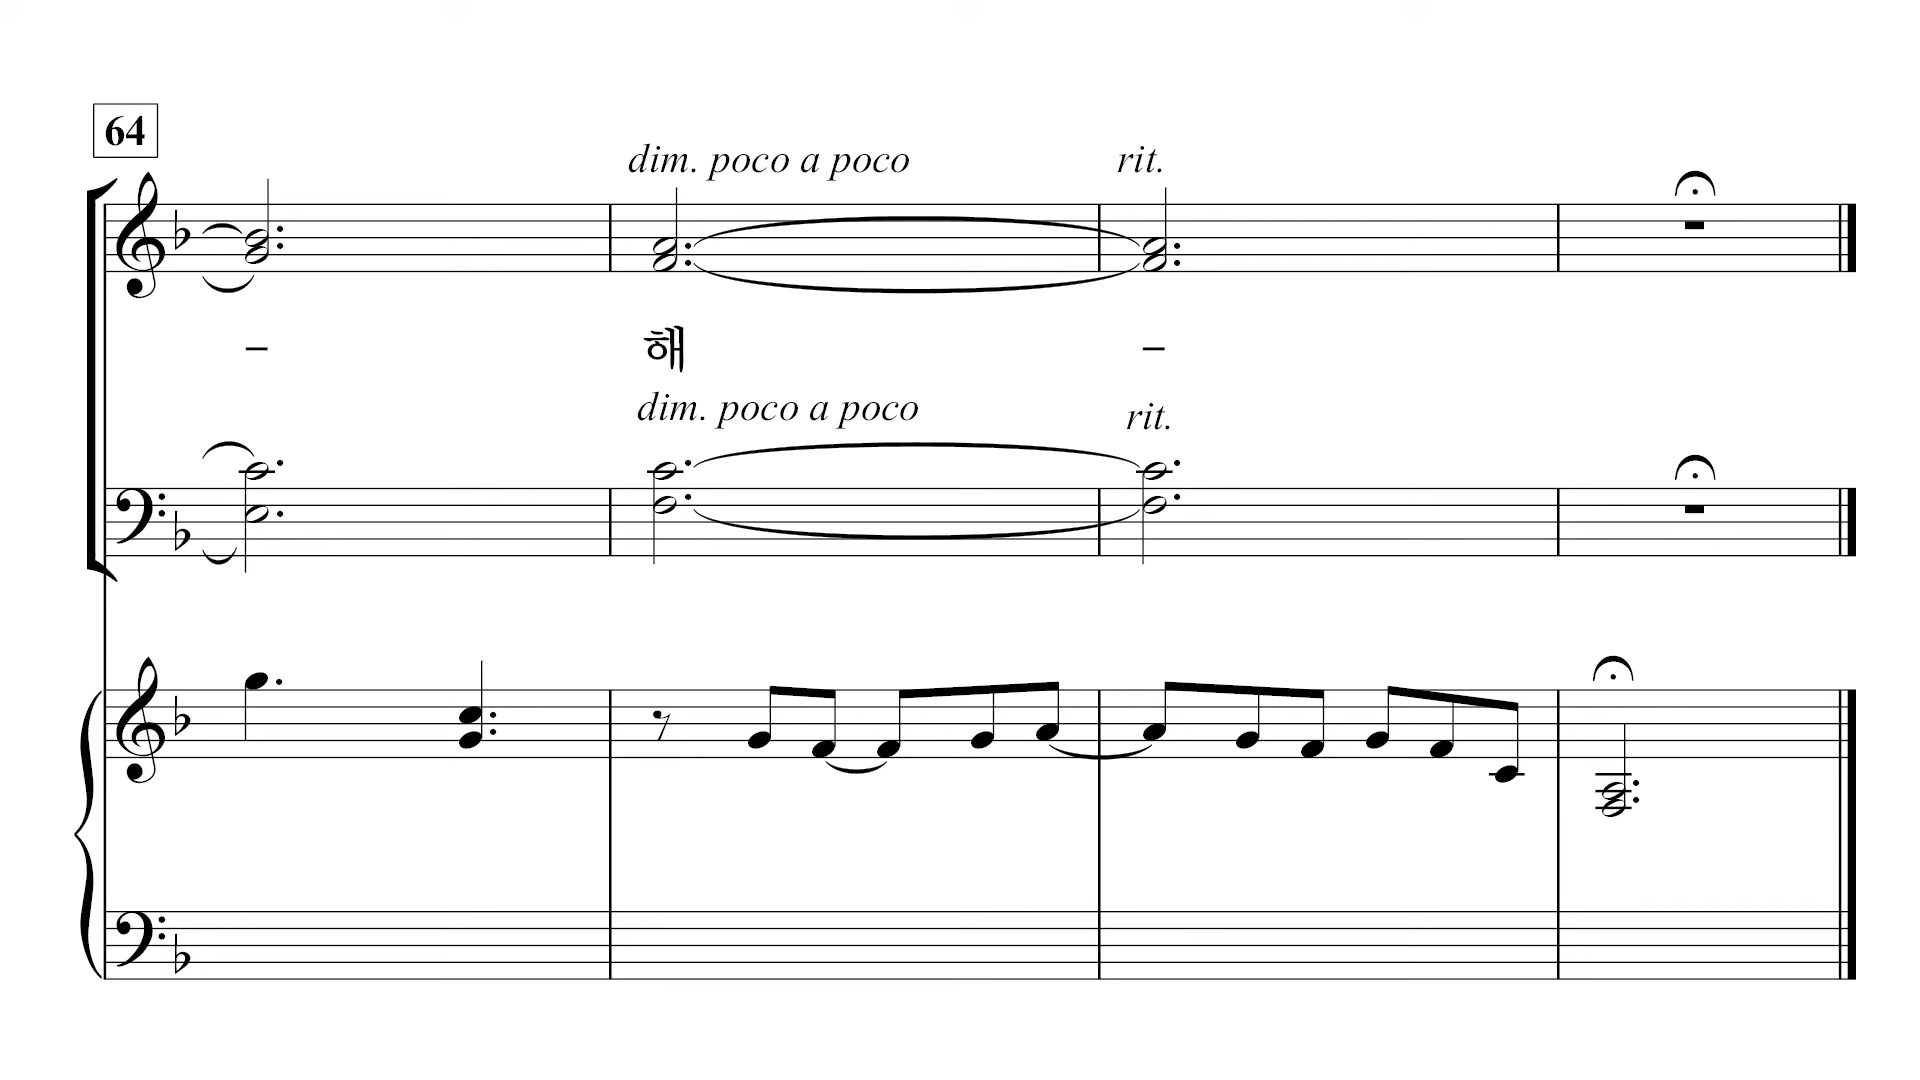 64
dim. poco a poco rit.
– 해 –
dim. poco a poco rit.